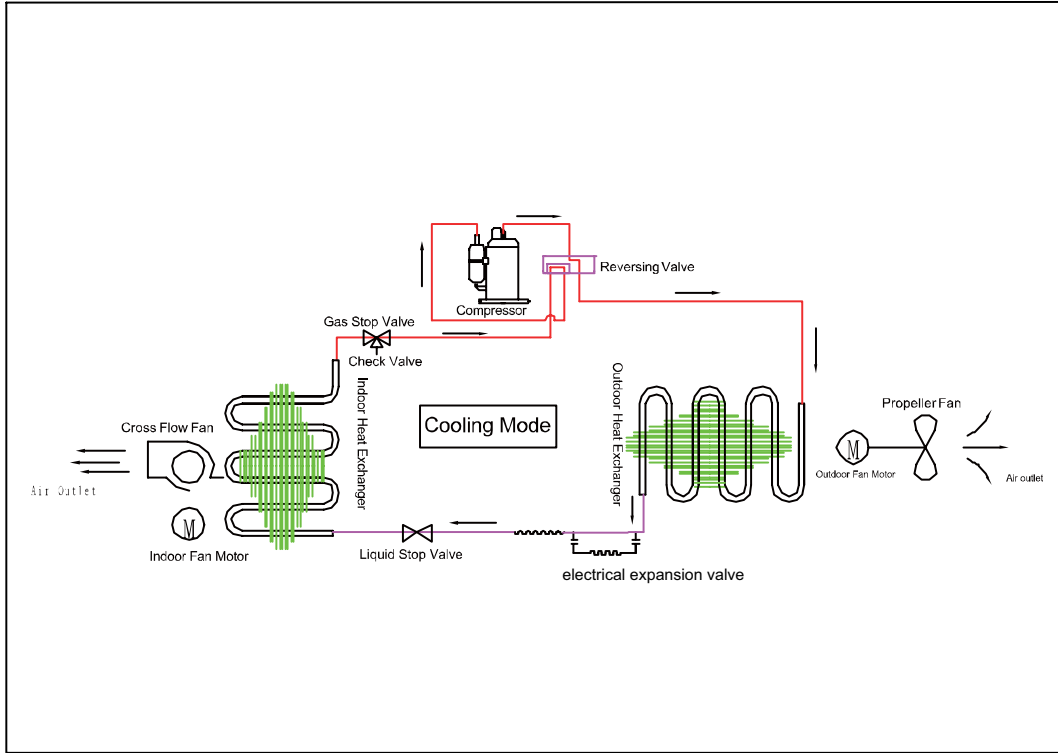 Reversing Valve
Compressor
Gas Stop Valve
Check Valve
Indoor Heat Exchanger
Outdoor Heat Exchanger
Cooling Mode
Cross Flow Fan
Propeller Fan
M
Outdoor Fan Motor
Air outlet
Air Outlet
M
Indoor Fan Motor
Liquid Stop Valve
electrical expansion valve